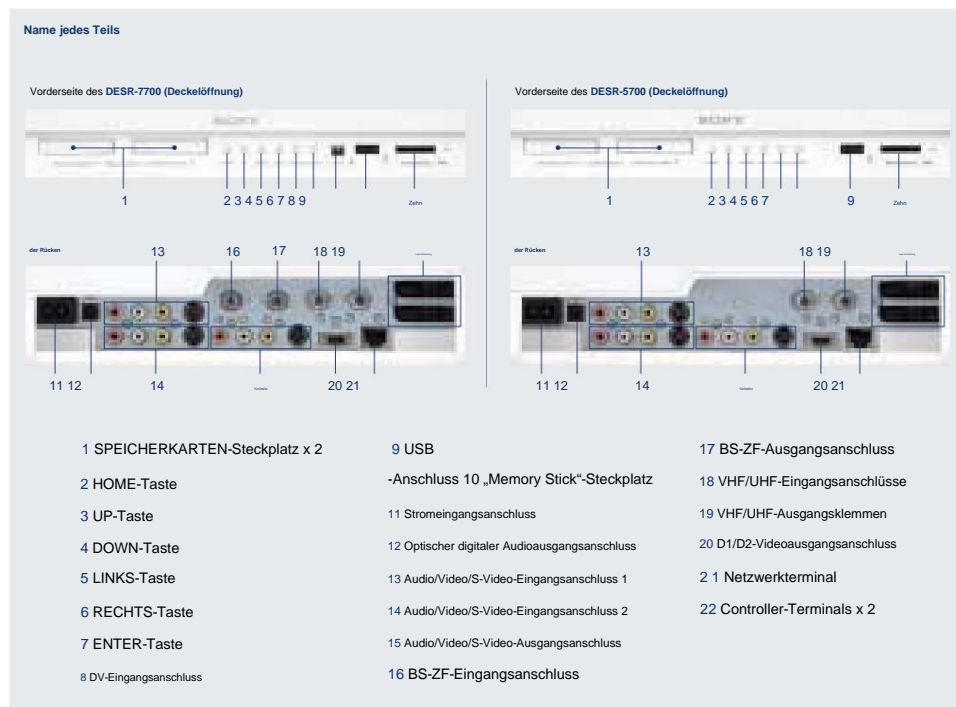 Name jedes Teils
Vorderseite des DESR-7700 (Deckelöffnung)
SONY
1
2 3 4 5 6 7 8 9
Zehn
der Rücken
13
16
17
18 19
11 12
14
20 21
Vorderseite des DESR-5700 (Deckelöffnung)
SONY
1
2 3 4 5 6 7
9
Zehn
der Rücken
13
18 19
11 12
14
20 21
1 SPEICHERKARTEN-Steckplatz x 2
2 HOME-Taste
3 UP-Taste
4 DOWN-Taste
5 LINKS-Taste
6 RECHTS-Taste
7 ENTER-Taste
8 DV-Eingangsanschluss
9 USB
-Anschluss 10 „Memory Stick“-Steckplatz
11 Stromeingangsanschluss
12 Optischer digitaler Audioausgangsanschluss
13 Audio/Video/S-Video-Eingangsanschluss 1
14 Audio/Video/S-Video-Eingangsanschluss 2
15 Audio/Video/S-Video-Ausgangsanschluss
16 BS-ZF-Eingangsanschluss
17 BS-ZF-Ausgangsanschluss
18 VHF/UHF-Eingangsanschlüsse
19 VHF/UHF-Ausgangsklemmen
20 D1/D2-Videoausgangsanschluss
2 1 Netzwerkterminal
22 Controller-Terminals x 2